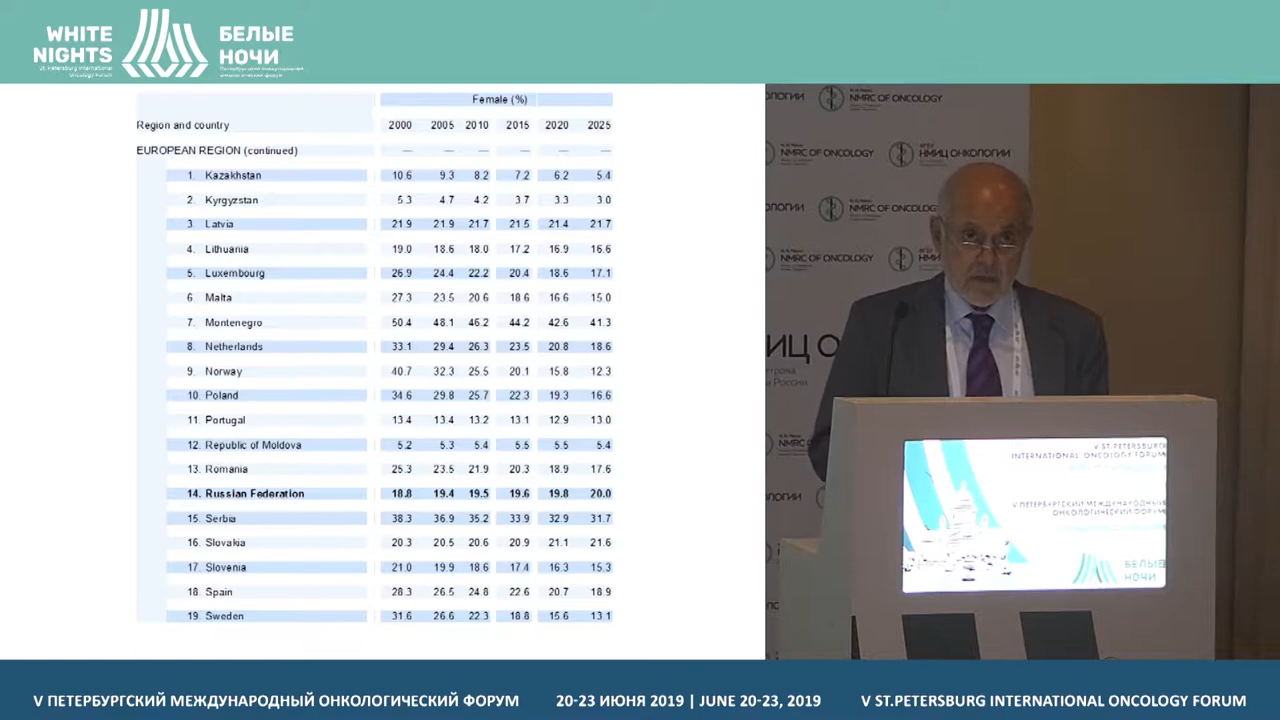 WHITE NIGHTS
St. Petersburg International
Oncology Forum
БЕЛЫЕ НОЧИ
Петербургский международный
онкологический форум
Female (%)
Region and country 2000 2005 2010 2015 2020 2025
EUROPEAN REGION (continued) — — — — — —
1. Kazakhstan 10.6 9.3 8.2 7.2 6.2 5.4
2. Kyrgyzstan 5.3 4.7 4.2 3.7 3.3 3.0
3 Latvia 21.9 21.9 21.7 21.5 21.4 21.7
4. Lithuania 19.0 18.6 18.0 17.2 16.9 16.6
5. Luxembourg 26.9 24.4 22.2 20.4 18.6 17.1
6. Malta 27.3 23.5 20.6 18.6 16.6 15.0
7. Montenegro 50.4 48.1 46.2 44.2 42.6 41.3
8. Netherlands 33.1 29.4 26.3 23.5 20.8 18.6
9. Norway 40.7 32.3 25.5 20.1 15.8 12.3
10. Poland 34.6 29.8 25.7 22.3 19.3 16.6
11. Portugal 13.4 13.4 13.2 13.1 12.9 13.0
12. Republic of Moldova 5.2 5.3 5.4 5.5 5.5 5.4
13. Romania 25.3 23.5 21.9 20.3 18.9 17.6
14. Russian Federation 18.8 19.4 19.5 19.6 19.8 20.0
15. Serbia 38.3 36.9 35.2 33.9 32.9 31.7
16. Slovakia 20.3 20.5 20.6 20.9 21.1 21.6
17. Slovenia 21.0 19.9 18.6 17.4 16.3 15.3
18. Spain 28.3 26.5 24.8 22.6 20.7 18.9
19. Sweden 31.6 26.6 22.3 18.8 15.6 13.1
NMRC OF ONCOLOGY
NMRC OF ONCOLOGY
НМИЦ ОНКОЛОГИИ
NMRC OF ONCOLOGY
NMRC OF ONCOLOGY
V ST.PETERSBURG
INTERNATIONAL ONCOLOGY FORUM
V ПЕТЕРБУРГСКИЙ МЕЖДУНАРОДНЫЙ
ОНКОЛОГИЧЕСКИЙ ФОРУМ
БЕЛЫЕ
НОЧИ
V ПЕТЕРБУРГСКИЙ МЕЖДУНАРОДНЫЙ ОНКОЛОГИЧЕСКИЙ ФОРУМ 20-23 ИЮНЯ 2019 | JUNE 20-23, 2019 V ST.PETERSBURG INTERNATIONAL ONCOLOGY FORUM